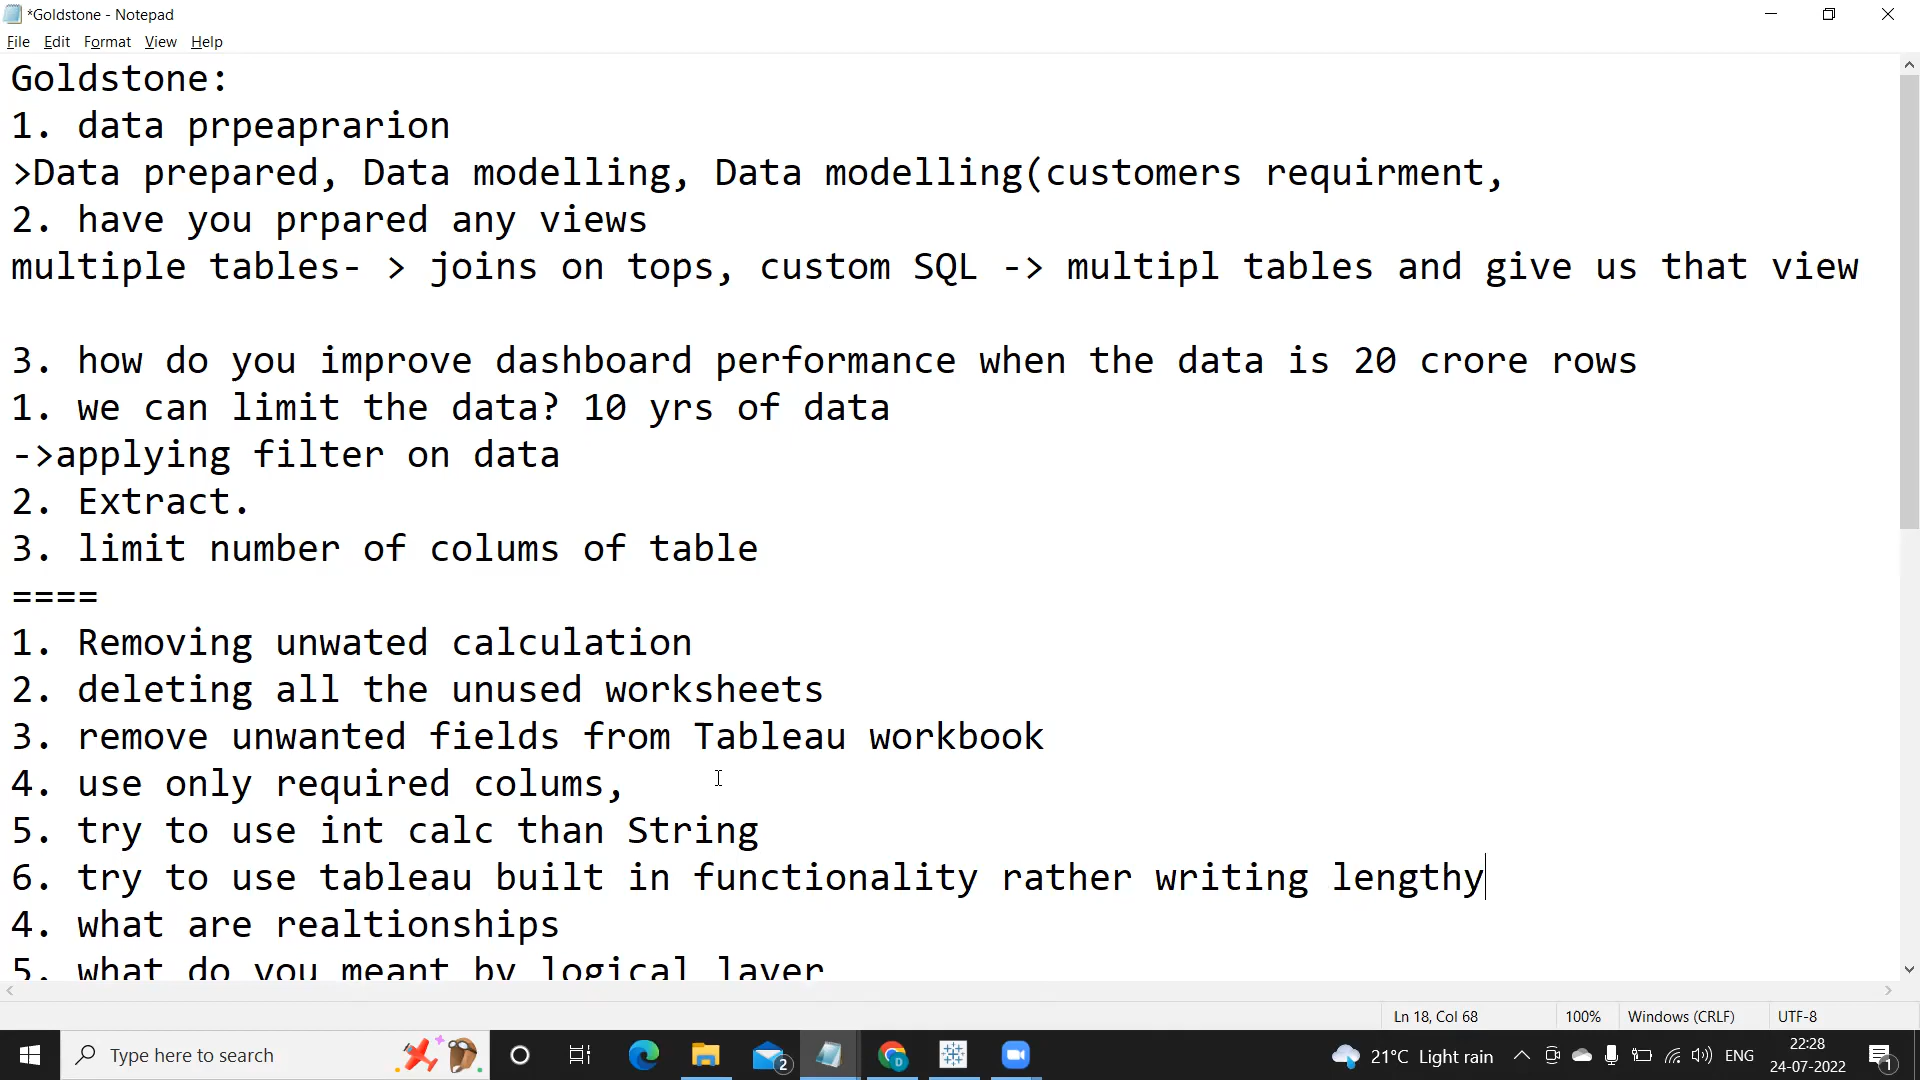 *Goldstone - Notepad
File Edit Format View Help
Goldstone:
1. data prpeaprarion
>Data prepared, Data modelling, Data modelling(customers requirment,
2. have you prpared any views
multiple tables- > joins on tops, custom SQL -> multipl tables and give us that view
3. how do you improve dashboard performance when the data is 20 crore rows
1. we can limit the data? 10 yrs of data
->applying filter on data
2. Extract.
3. limit number of colums of table
====
1. Removing unwated calculation
2. deleting all the unused worksheets
3. remove unwanted fields from Tableau workbook
4. use only required colums,
5. try to use int calc than String
6. try to use tableau built in functionality rather writing lengthy
4. what are realtionships
5. what do you meant by logical layer
Ln 18, Col 68 100% Windows (CRLF) UTF-8
Type here to search
2
D
21°C Light rain
ENG
22:28
24-07-2022
1